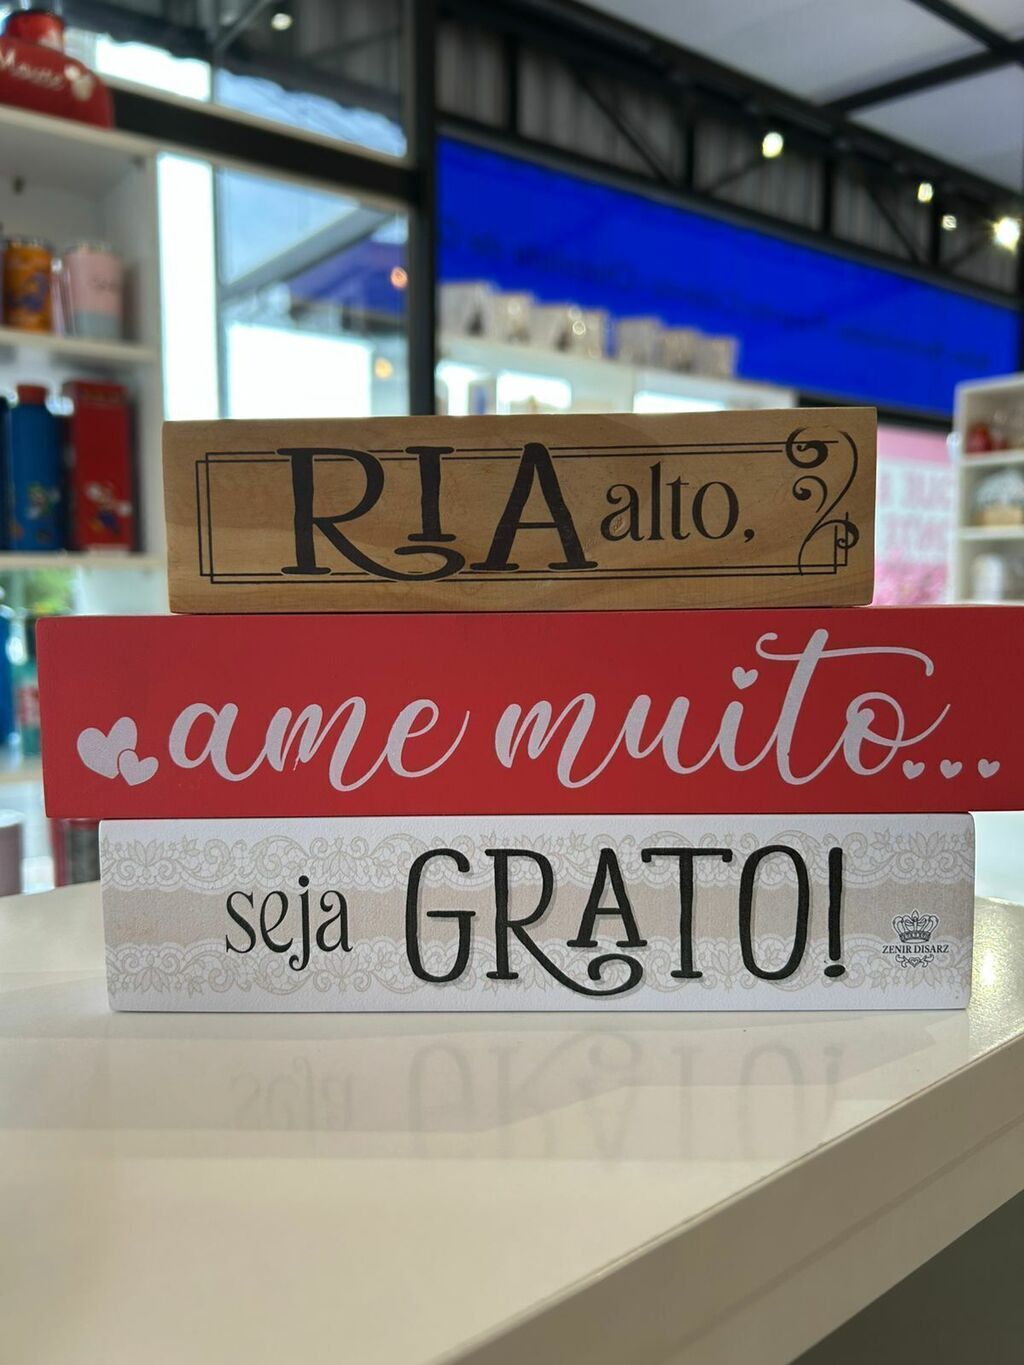 RIA alto,
ame muito...
seja GRATO!
ZENIR DISARZ